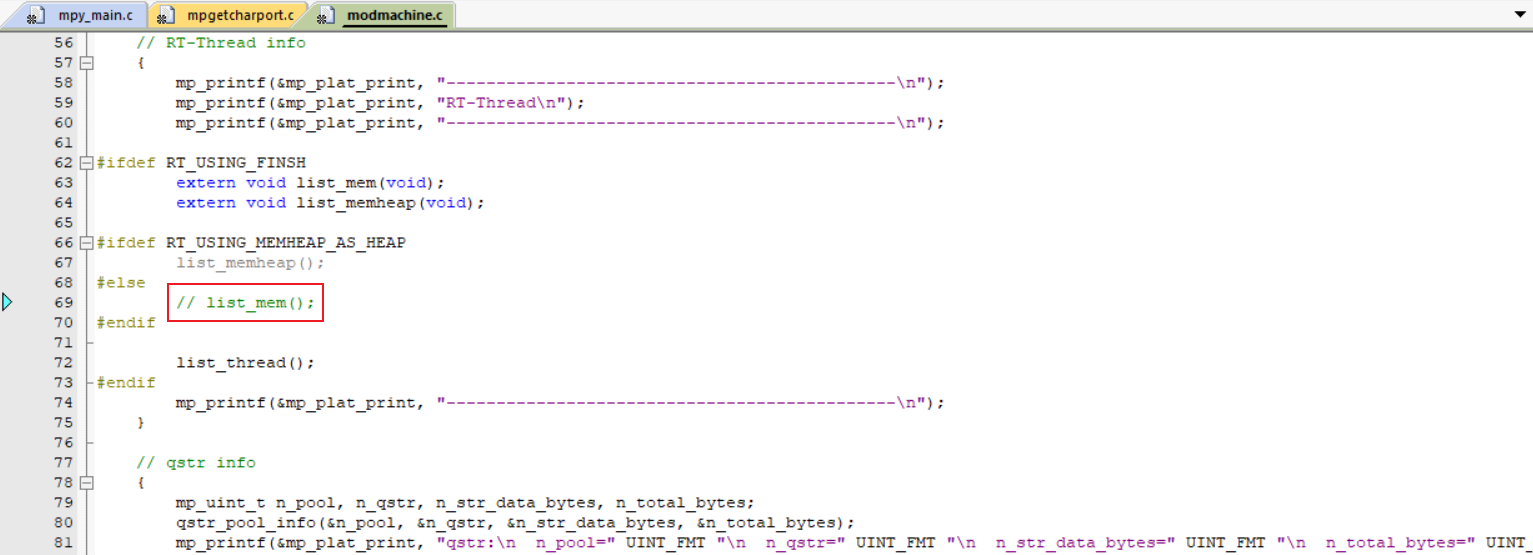 mpy_main.c mpgetcharport.c modmachine.c
56 // RT-Thread info
57 {
58 mp_printf(&mp_plat_print, "---------------------------------------------\n");
59 mp_printf(&mp_plat_print, "RT-Thread\n");
60 mp_printf(&mp_plat_print, "---------------------------------------------\n");
61
62 #ifdef RT_USING_FINSH
63 extern void list_mem(void);
64 extern void list_memheap(void);
65
66 #ifdef RT_USING_MEMHEAP_AS_HEAP
67 list_memheap();
68 #else
69 // list_mem();
70 #endif
71
72 list_thread();
73 #endif
74 mp_printf(&mp_plat_print, "---------------------------------------------\n");
75 }
76
77 // qstr info
78 {
79 mp_uint_t n_pool, n_qstr, n_str_data_bytes, n_total_bytes;
80 qstr_pool_info(&n_pool, &n_qstr, &n_str_data_bytes, &n_total_bytes);
81 mp_printf(&mp_plat_print, "qstr:\n  n_pool=" UINT_FMT "\n  n_qstr=" UINT_FMT "\n  n_str_data_bytes=" UINT_FMT "\n  n_total_bytes=" UINT